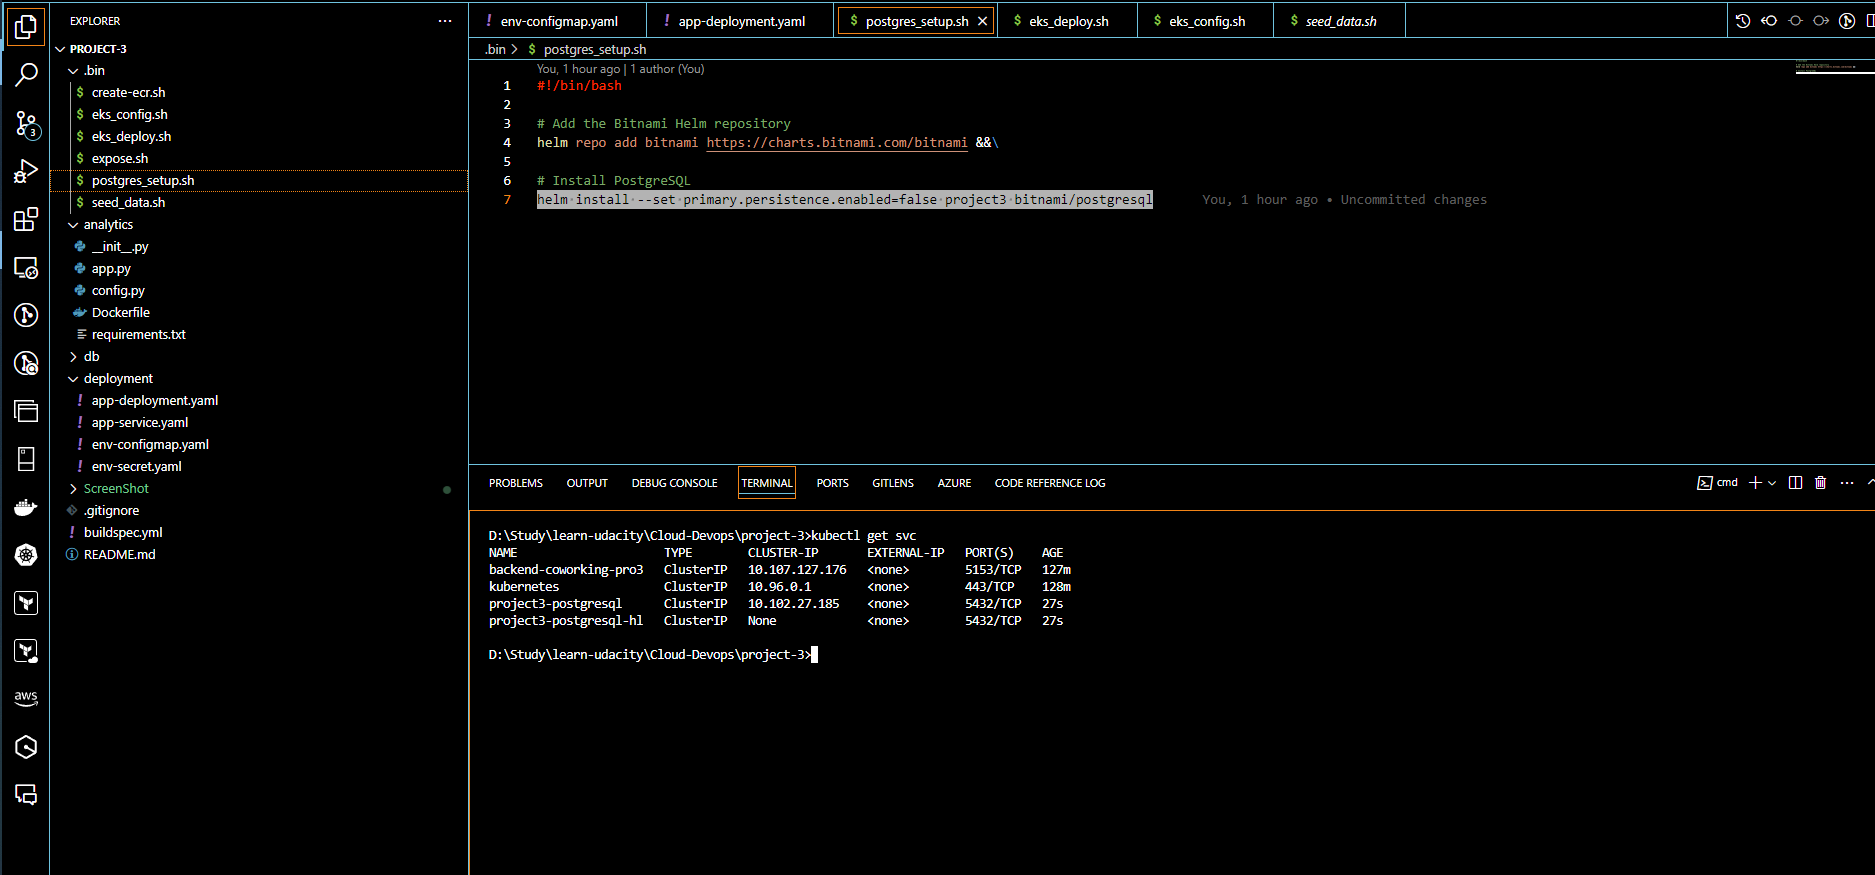 EXPLORER
PROJECT-3
.bin
create-ecr.sh
eks_config.sh
eks_deploy.sh
expose.sh
postgres_setup.sh
seed_data.sh
analytics
__init__.py
app.py
config.py
Dockerfile
requirements.txt
db
deployment
app-deployment.yaml
app-service.yaml
env-configmap.yaml
env-secret.yaml
ScreenShot
.gitignore
buildspec.yml
README.md
3
aws
env-configmap.yaml app-deployment.yaml postgres_setup.sh eks_deploy.sh eks_config.sh seed_data.sh
.bin > $ postgres_setup.sh
You, 1 hour ago | 1 author (You)
1 #!/bin/bash
2
3 # Add the Bitnami Helm repository
4 helm repo add bitnami https://charts.bitnami.com/bitnami &&\
5
6 # Install PostgreSQL
7 helm install --set primary.persistence.enabled=false project3 bitnami/postgresql You, 1 hour ago • Uncommitted changes
PROBLEMS OUTPUT DEBUG CONSOLE TERMINAL PORTS GITLENS AZURE CODE REFERENCE LOG cmd
D:\Study\learn-udacity\Cloud-Devops\project-3>kubectl get svc
NAME TYPE CLUSTER-IP EXTERNAL-IP PORT(S) AGE
backend-coworking-pro3 ClusterIP 10.107.127.176 <none> 5153/TCP 127m
kubernetes ClusterIP 10.96.0.1 <none> 443/TCP 128m
project3-postgresql ClusterIP 10.102.27.185 <none> 5432/TCP 27s
project3-postgresql-hl ClusterIP None <none> 5432/TCP 27s
D:\Study\learn-udacity\Cloud-Devops\project-3>